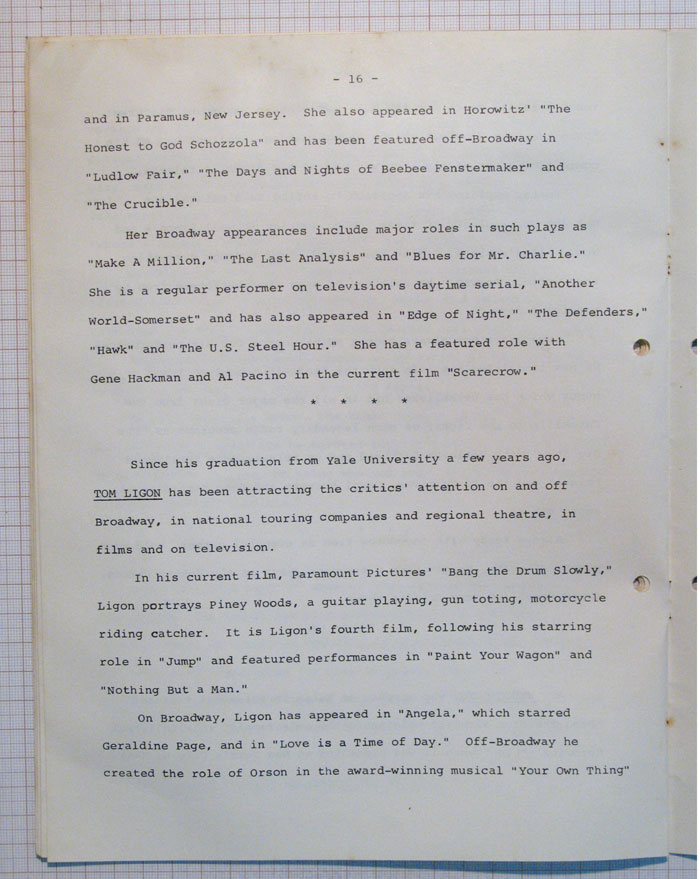 - 16 -
and in Paramus, New Jersey. She also appeared in Horowitz' "The
Honest to God Schozzola" and has been featured off-Broadway in
"Ludlow Fair," "The Days and Nights of Beebee Fenstermaker" and
"The Crucible."
Her Broadway appearances include major roles in such plays as
"Make A Million," "The Last Analysis" and "Blues for Mr. Charlie."
She is a regular performer on television's daytime serial, "Another
World-Somerset" and has also appeared in "Edge of Night," "The Defenders,"
"Hawk" and "The U.S. Steel Hour." She has a featured role with
Gene Hackman and Al Pacino in the current film "Scarecrow."
* * * *
Since his graduation from Yale University a few years ago,
TOM LIGON has been attracting the critics' attention on and off
Broadway, in national touring companies and regional theatre, in
films and on television.
In his current film, Paramount Pictures' "Bang the Drum Slowly,"
Ligon portrays Piney Woods, a guitar playing, gun toting, motorcycle
riding catcher. It is Ligon's fourth film, following his starring
role in "Jump" and featured performances in "Paint Your Wagon" and
"Nothing But a Man."
On Broadway, Ligon has appeared in "Angela," which starred
Geraldine Page, and in "Love is a Time of Day." Off-Broadway he
created the role of Orson in the award-winning musical "Your Own Thing"